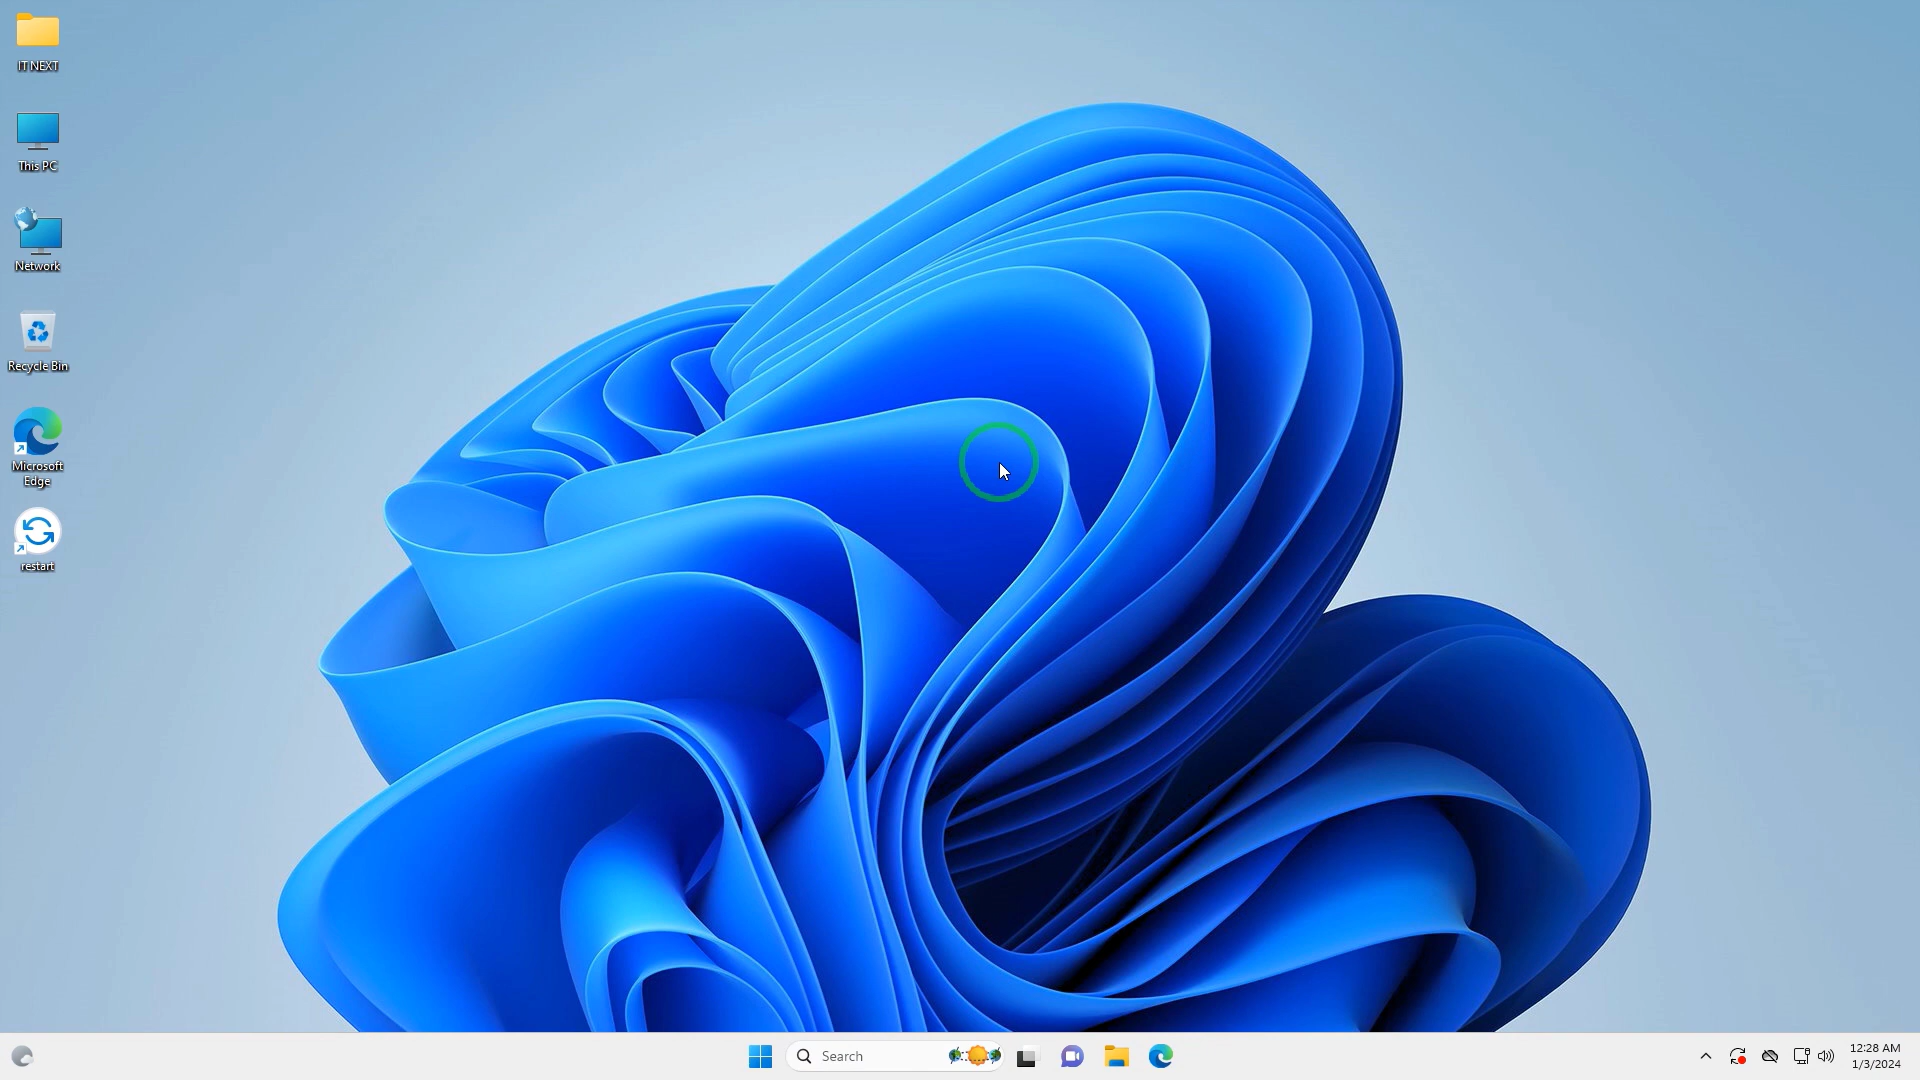 IT NEXT
This PC
Network
Recycle Bin
Microsoft
Edge
restart
Search
12:28 AM
1/3/2024